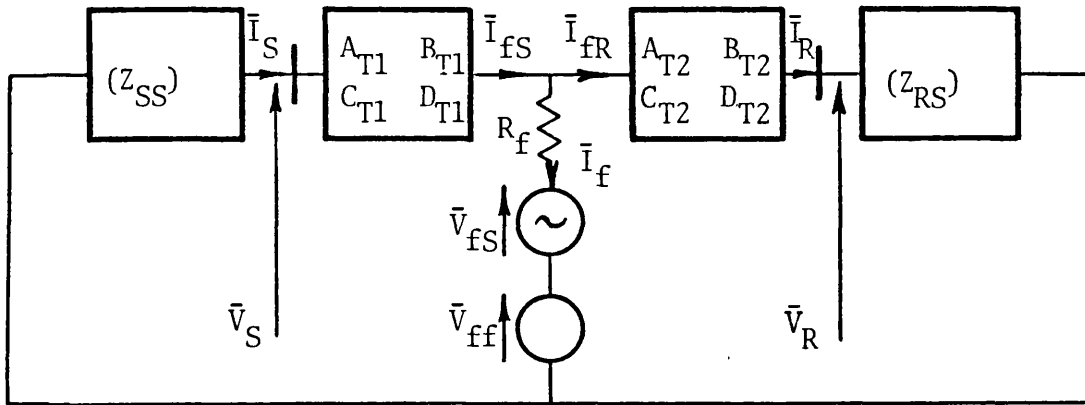 Ī_S Ī_fS Ī_fR Ī_R
(Z_SS) A_T1 B_T1 A_T2 B_T2 (Z_RS)
C_T1 D_T1 C_T2 D_T2
R_f
Ī_f
V̄_fS
~
V̄_S V̄_ff V̄_R